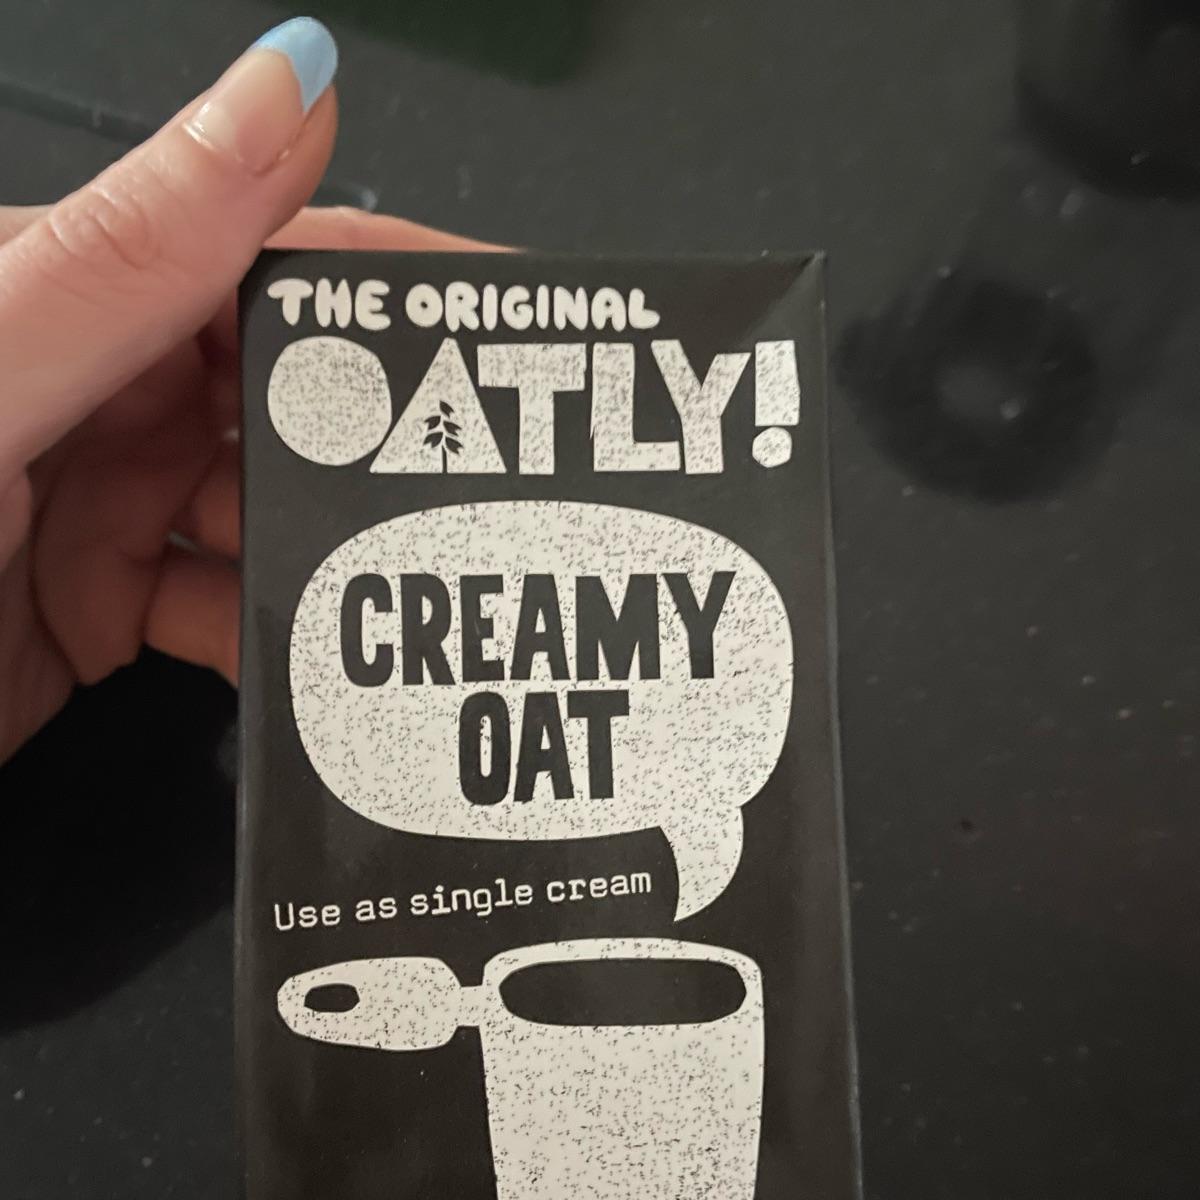 THE ORIGINAL
OATLY!
CREAMY
OAT
Use as single cream